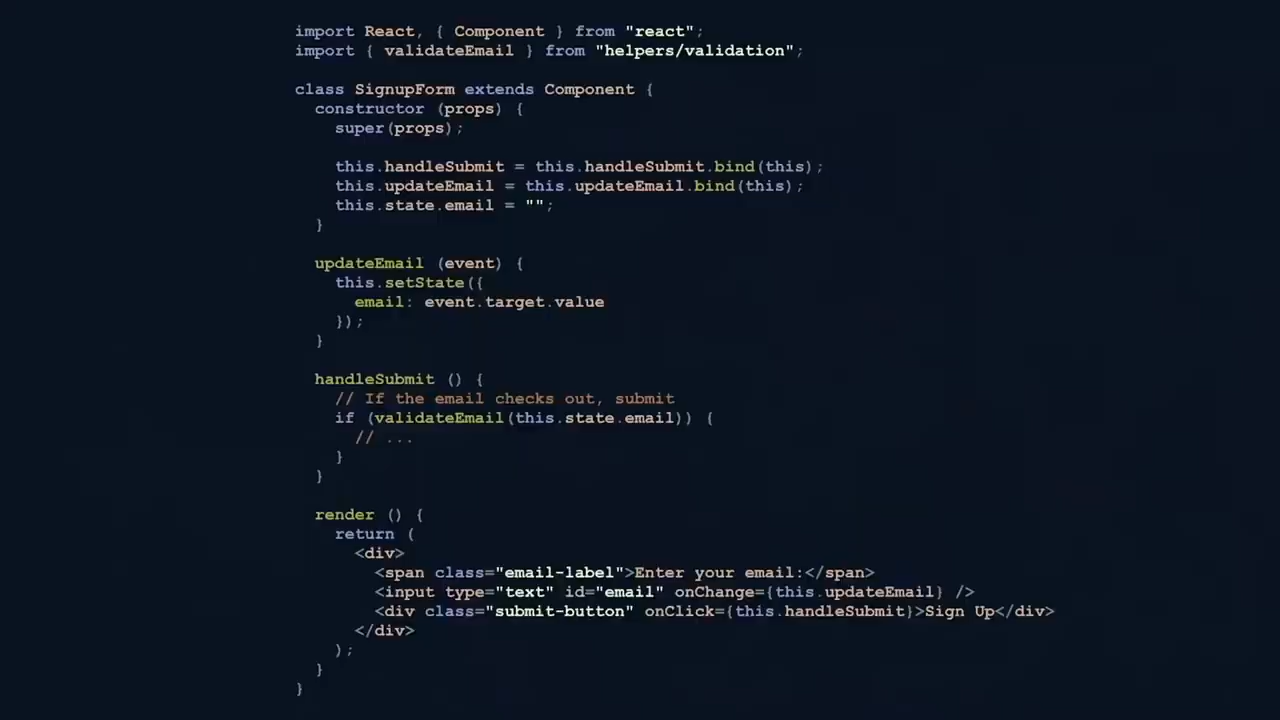 import React, { Component } from "react";
import { validateEmail } from "helpers/validation";
class SignupForm extends Component {
constructor (props) {
super(props);
this.handleSubmit = this.handleSubmit.bind(this);
this.updateEmail = this.updateEmail.bind(this);
this.state.email = "";
}
updateEmail (event) {
this.setState({
email: event.target.value
});
}
handleSubmit () {
// If the email checks out, submit
if (validateEmail(this.state.email)) {
// ...
}
}
render () {
return (
<div>
<span class="email-label">Enter your email:</span>
<input type="text" id="email" onChange={this.updateEmail} />
<div class="submit-button" onClick={this.handleSubmit}>Sign Up</div>
</div>
);
}
}